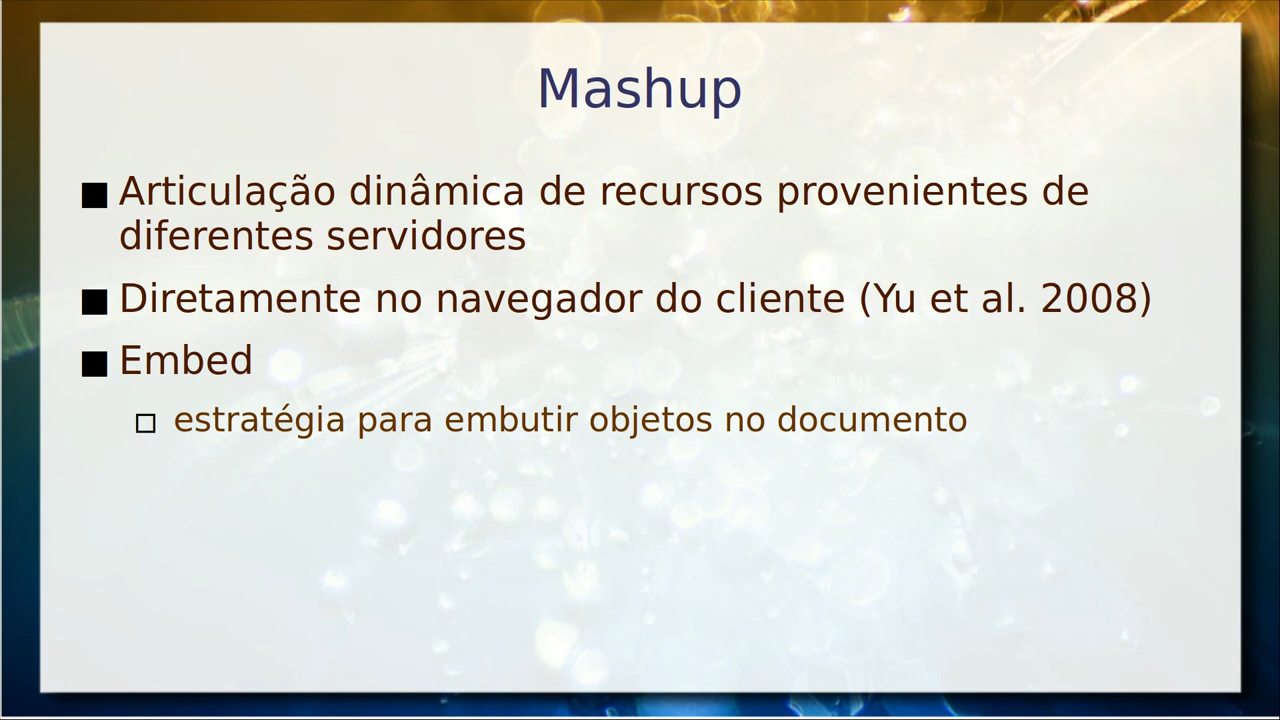 Mashup
■ Articulação dinâmica de recursos provenientes de
diferentes servidores
■ Diretamente no navegador do cliente (Yu et al. 2008)
■ Embed
□ estratégia para embutir objetos no documento